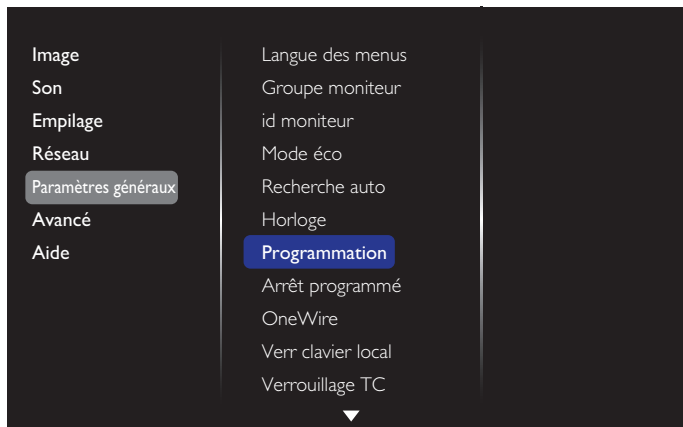 Image
Son
Empilage
Réseau
Paramètres généraux
Avancé
Aide
Langue des menus
Groupe moniteur
id moniteur
Mode éco
Recherche auto
Horloge
Programmation
Arrêt programmé
OneWire
Verr clavier local
Verrouillage TC